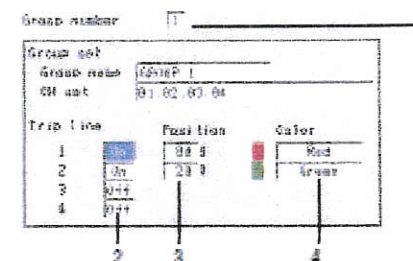 Group number 1
Group set
Group name GROUP 1
CH set 01.02.03.04
Trip line Position Color
1 On 80 % Red
2 On 20 % Green
3 Off
4 Off
2 3 4